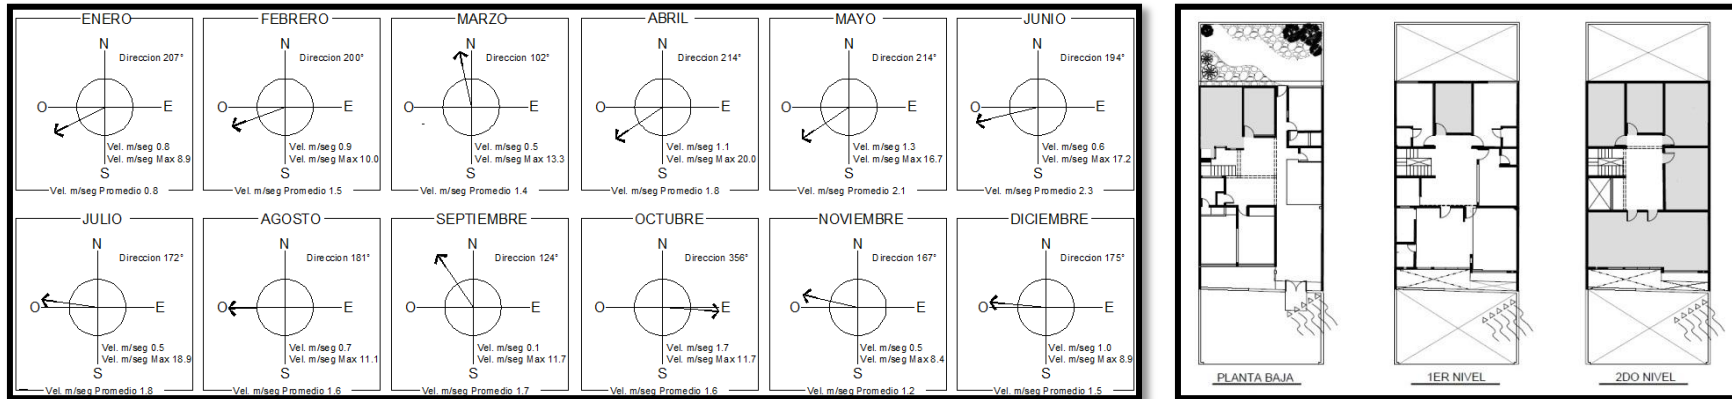 ENERO
N
Direccion 207°
O
E
Vel. m/seg 0.8
Vel. m/seg Max 8.9
S
Vel. m/seg Promedio 0.8
FEBRERO
N
Direccion 200°
O
E
Vel. m/seg 0.9
Vel. m/seg Max 10.0
S
Vel. m/seg Promedio 1.5
MARZO
N
Direccion 102°
O
E
Vel. m/seg 0.5
Vel. m/seg Max 13.3
S
Vel. m/seg Promedio 1.4
ABRIL
N
Direccion 214°
O
E
Vel. m/seg 1.1
Vel. m/seg Max 20.0
S
Vel. m/seg Promedio 1.8
MAYO
N
Direccion 214°
O
E
Vel. m/seg 1.3
Vel. m/seg Max 16.7
S
Vel. m/seg Promedio 2.1
JUNIO
N
Direccion 194°
O
E
Vel. m/seg 0.6
Vel. m/seg Max 17.2
S
Vel. m/seg Promedio 2.3
JULIO
N
Direccion 172°
O
E
Vel. m/seg 0.5
Vel. m/seg Max 18.9
S
Vel. m/seg Promedio 1.8
AGOSTO
N
Direccion 181°
O
E
Vel. m/seg 0.7
Vel. m/seg Max 11.1
S
Vel. m/seg Promedio 1.6
SEPTIEMBRE
N
Direccion 124°
O
E
Vel. m/seg 0.1
Vel. m/seg Max 11.7
S
Vel. m/seg Promedio 1.7
OCTUBRE
N
Direccion 356°
O
E
Vel. m/seg 1.7
Vel. m/seg Max 11.7
S
Vel. m/seg Promedio 1.6
NOVIEMBRE
N
Direccion 167°
O
E
Vel. m/seg 0.5
Vel. m/seg Max 8.4
S
Vel. m/seg Promedio 1.2
DICIEMBRE
N
Direccion 175°
O
E
Vel. m/seg 1.0
Vel. m/seg Max 8.9
S
Vel. m/seg Promedio 1.5
PLANTA BAJA
1ER NIVEL
2DO NIVEL